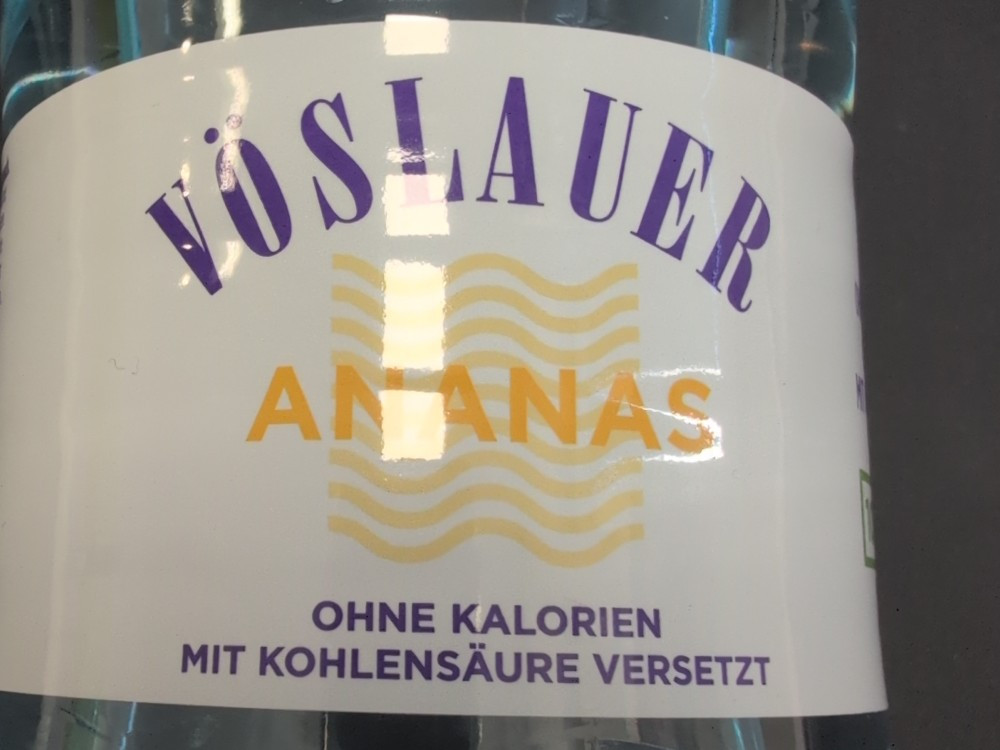 VÖSLAUER
ANANAS
OHNE KALORIEN
MIT KOHLENSÄURE VERSETZT